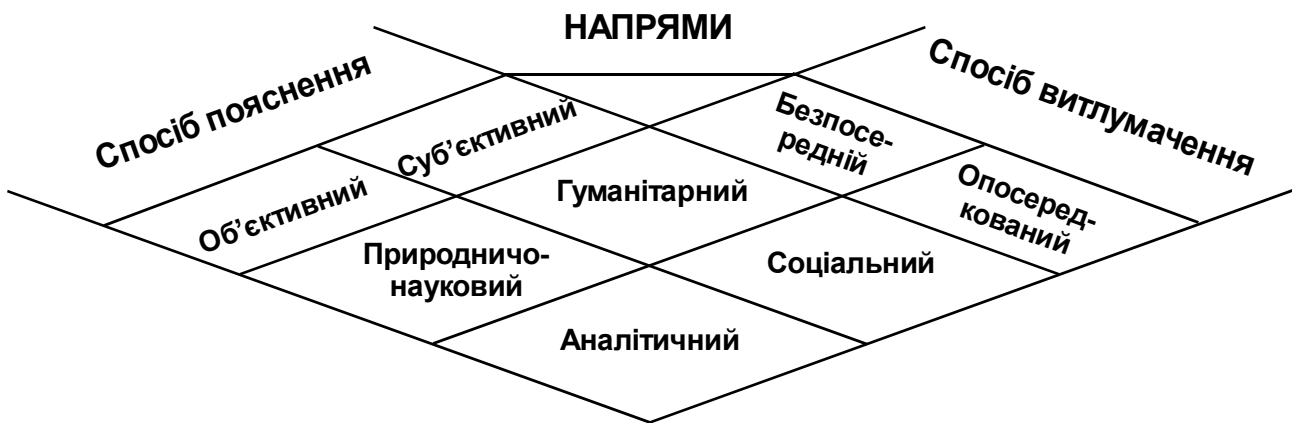 НАПРЯМИ
Спосіб пояснення
Спосіб витлумачення
Суб’єктивний
Об’єктивний
Безпосе-
редній
Опосеред-
кований
Гуманітарний
Природничо-
науковий
Соціальний
Аналітичний